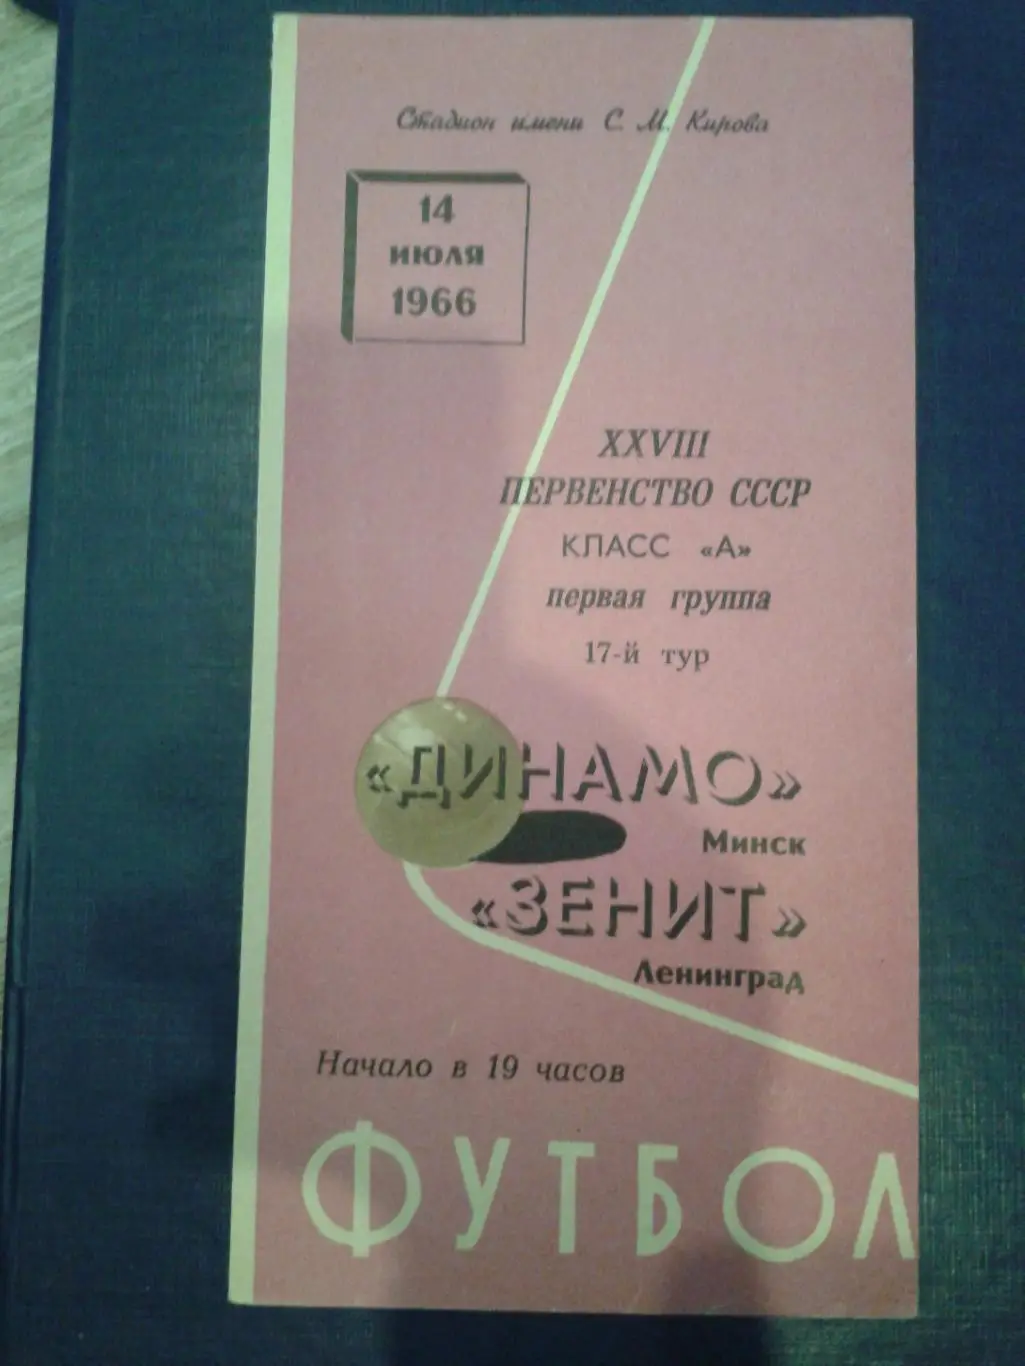 Стадион имени С. М. Кирова
14
июля
1966
XXVIII
ПЕРВЕНСТВО СССР
КЛАСС «А»
первая группа
17-й тур
«ДИНАМО»
Минск
«ЗЕНИТ»
Ленинград
Начало в 19 часов
ФУТБОЛ